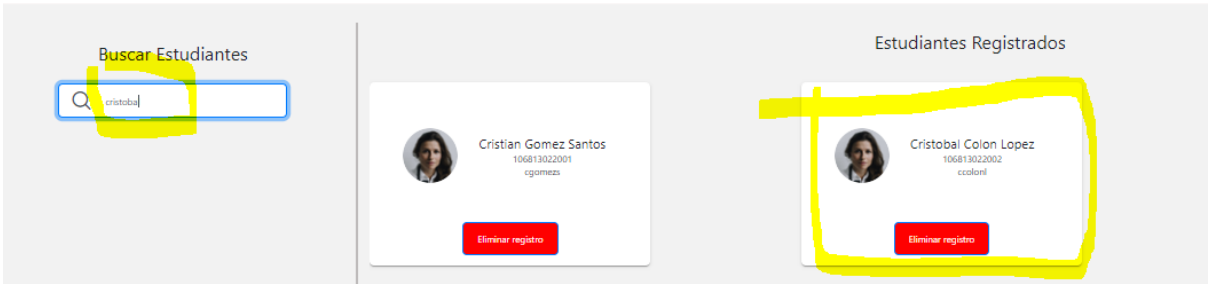 Buscar Estudiantes
cristoba
Estudiantes Registrados
Cristian Gomez Santos
106813022001
cgomezs
Eliminar registro
Cristobal Colon Lopez
106813022002
ccolonl
Eliminar registro